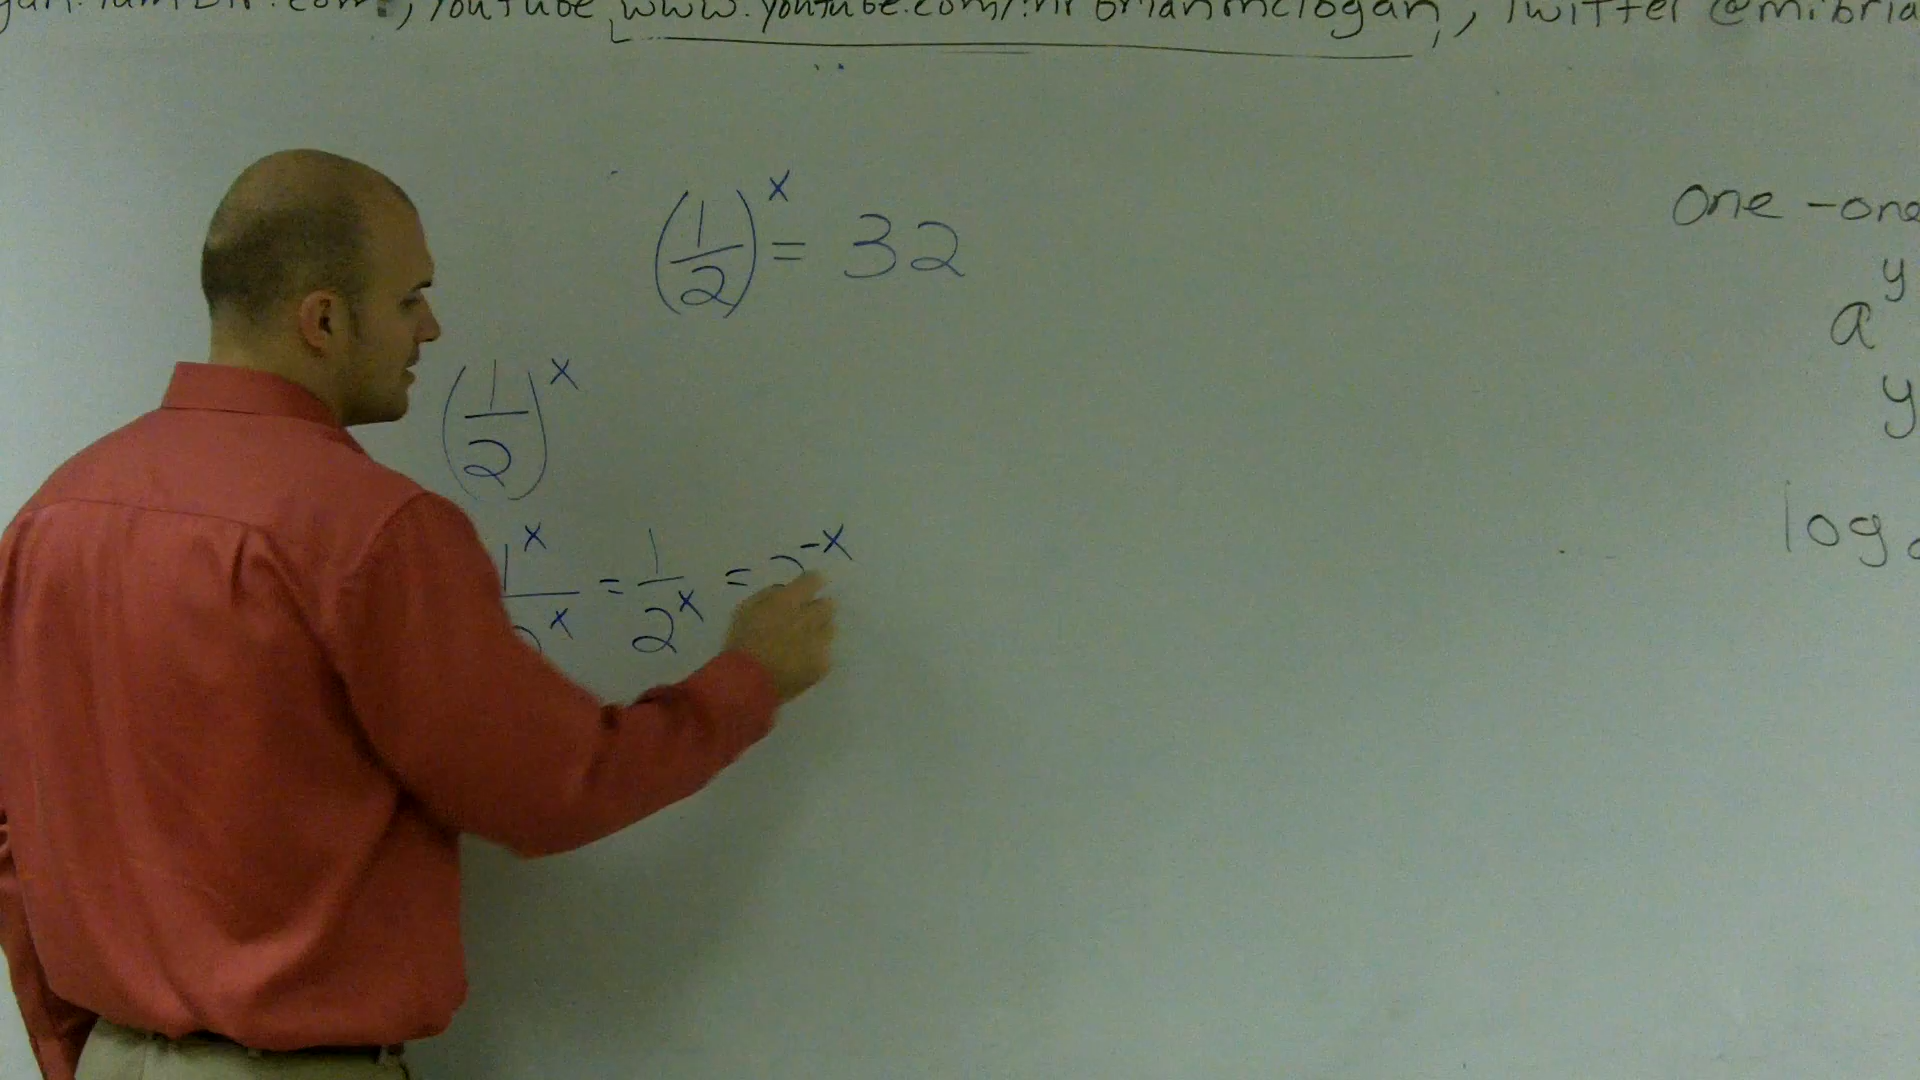 .com, YouTube www.youtube.com/mrbrianmclogan, Twitter @mrbria
(1/2)^x = 32
one-one
a^y
y
(1/2)^x
log
1^x/2^x = 1/2^x = 2^-x